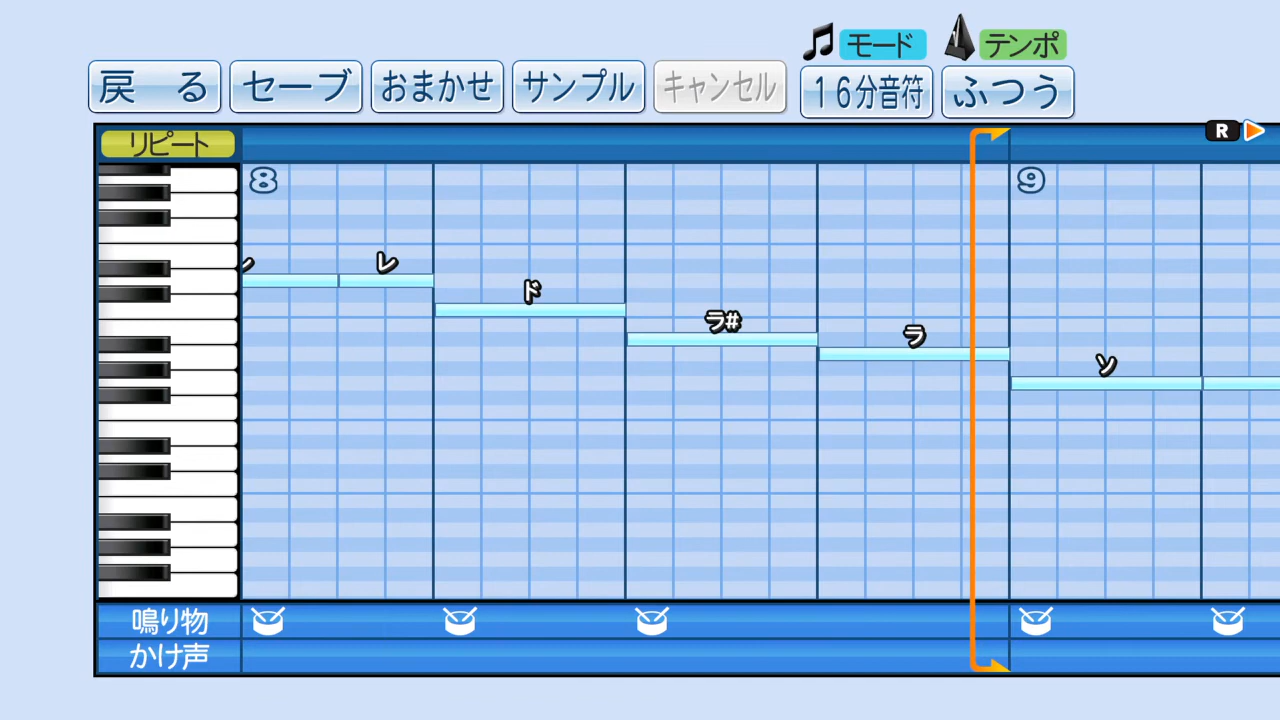 モード テンポ
戻る セーブ おまかせ サンプル キャンセル 16分音符 ふつう
リピート R
8 9
レ
ド
ラ#
ラ
ソ
鳴り物
かけ声